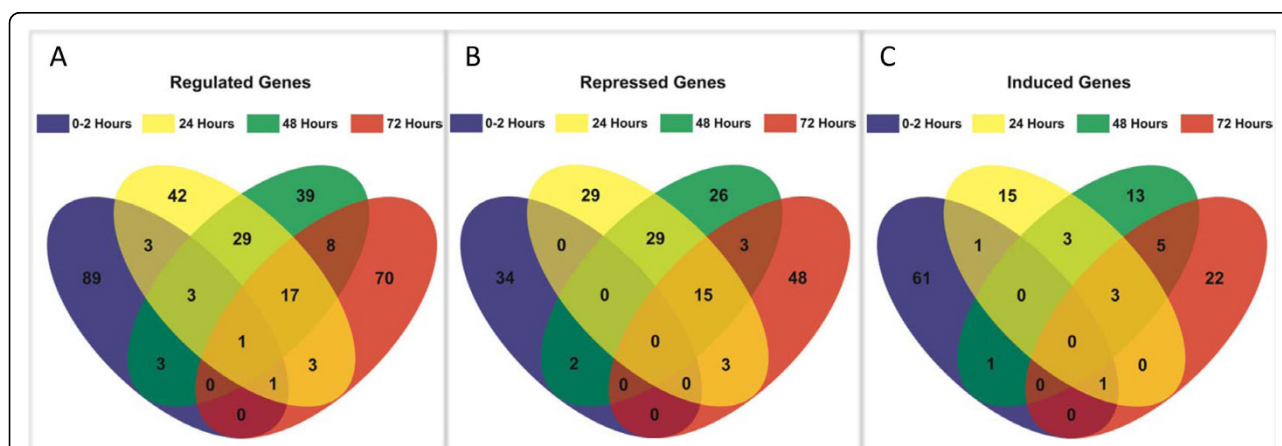 A
Regulated Genes
0-2 Hours 24 Hours 48 Hours 72 Hours
42 39
3 29 8
89 70
3 17
1
3 3
0 1
0
B
Repressed Genes
0-2 Hours 24 Hours 48 Hours 72 Hours
29 26
0 29 3
34 48
0 15
0
2 3
0 0
0
C
Induced Genes
0-2 Hours 24 Hours 48 Hours 72 Hours
15 13
1 3 5
61 22
0 3
0
1 0
0 1
0